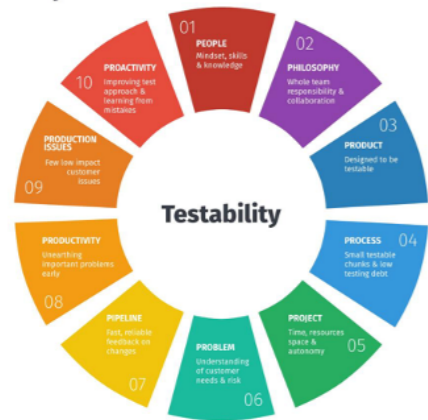 01
PEOPLE
Mindset, skills
& knowledge
02
PHILOSOPHY
Whole team
responsibility &
collaboration
03
PRODUCT
Designed to be
testable
PROCESS
04
Small testable
chunks & low
testing debt
PROJECT
Time, resources
space &
autonomy
05
PROBLEM
Understanding
of customer
needs & risk
06
PIPELINE
Fast, reliable
feedback on
changes
07
PRODUCTIVITY
Unearthing
important problems
early
08
PRODUCTION
ISSUES
Few low impact
customer
issues
09
PROACTIVITY
10
Improving test
approach &
learning from
mistakes
Testability